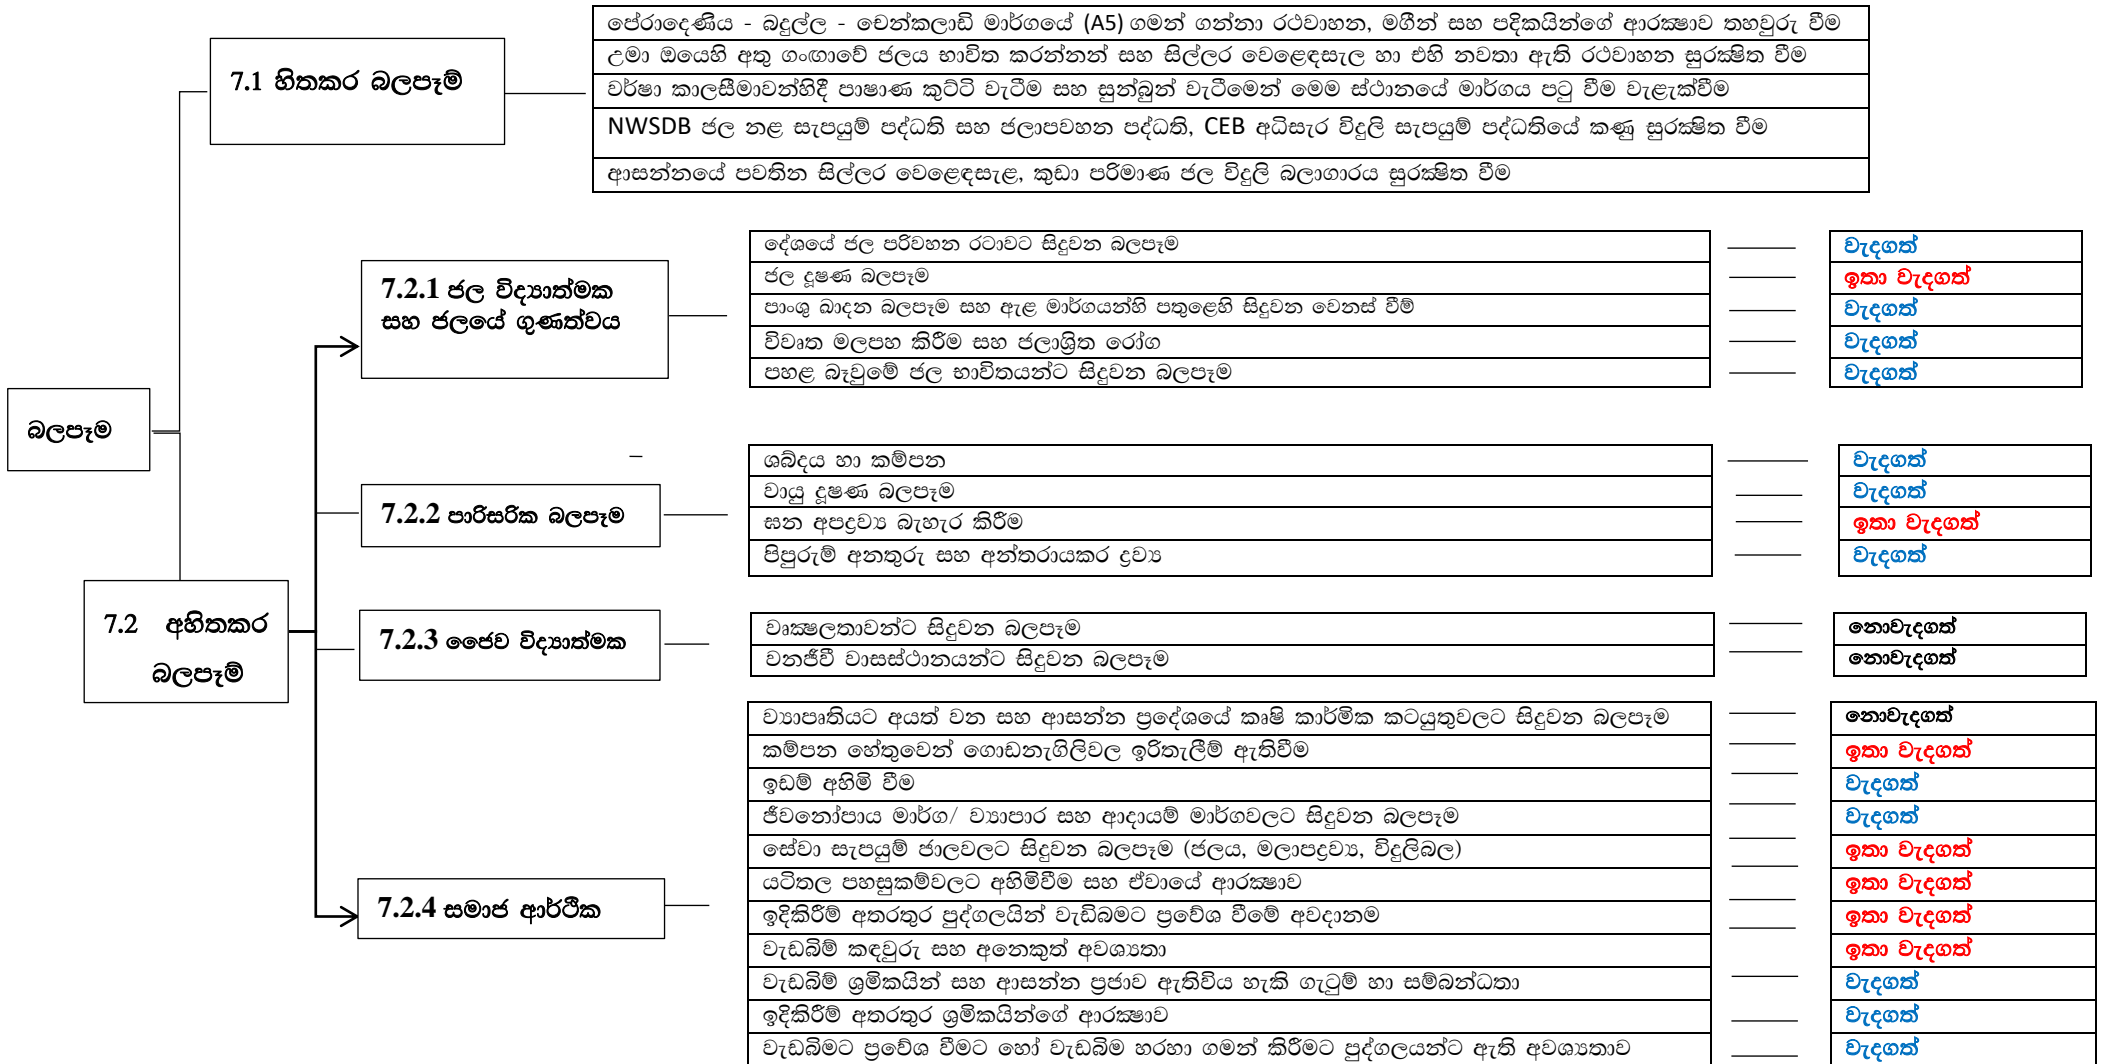 පේරාදෙණිය - බදුල්ල - චෙන්කලාඩි මාර්ගයේ (A5) ගමන් ගන්නා රථවාහන, මගීන් සහ පදිකයින්ගේ ආරක්‍ෂාව තහවුරු වීම
උමා ඔයෙහි අතු ගංඟාවේ ජලය භාවිත කරන්නන් සහ සිල්ලර වෙළෙඳසැල හා එහි නවතා ඇති රථවාහන සුරක්‍ෂිත වීම
වර්ෂා කාලසීමාවන්හිදී පාෂාණ කුට්ටි වැටීම සහ සුන්බුන් වැටීමෙන් මෙම ස්ථානයේ මාර්ගය පටු වීම වැළැක්වීම
NWSDB ජල නළ සැපයුම් පද්ධති සහ ජලාපවහන පද්ධති, CEB අධිසැර විදුලි සැපයුම් පද්ධතියේ කණු සුරක්‍ෂිත වීම
ආසන්නයේ පවතින සිල්ලර වෙළෙඳසැළ, කුඩා පරිමාණ ජල විදුලි බලාගාරය සුරක්‍ෂිත වීම
7.1 හිතකර බලපෑම්
දේශයේ ජල පරිවහන රටාවට සිදුවන බලපෑම
වැදගත්
ජල දූෂණ බලපෑම
ඉතා වැදගත්
7.2.1 ජල විද්‍යාත්මක
සහ ජලයේ ගුණත්වය
පාංශු ඛාදන බලපෑම සහ ඇළ මාර්ගයන්හි පතුළෙහි සිදුවන වෙනස් වීම්
වැදගත්
විවෘත මලපහ කිරීම සහ ජලාශ්‍රිත රෝග
වැදගත්
පහළ බෑවුමේ ජල භාවිතයන්ට සිදුවන බලපෑම
වැදගත්
බලපෑම
ශබ්දය හා කම්පන
වැදගත්
වායු දූෂණ බලපෑම
වැදගත්
7.2.2 පාරිසරික බලපෑම
ඝන අපද්‍රව්‍ය බැහැර කිරීම
ඉතා වැදගත්
පිපුරුම් අනතුරු සහ අන්තරායකර ද්‍රව්‍ය
වැදගත්
7.2 අහිතකර
බලපෑම්
7.2.3 ජෛව විද්‍යාත්මක
වෘක්‍ෂලතාවන්ට සිදුවන බලපෑම
නොවැදගත්
වනජීවී වාසස්ථානයන්ට සිදුවන බලපෑම
නොවැදගත්
ව්‍යාපෘතියට අයත් වන සහ ආසන්න ප්‍රදේශයේ කෘෂි කාර්මික කටයුතුවලට සිදුවන බලපෑම
නොවැදගත්
කම්පන හේතුවෙන් ගොඩනැගිලිවල ඉරිතැලීම් ඇතිවීම
ඉතා වැදගත්
ඉඩම් අහිමි වීම
වැදගත්
ජීවනෝපාය මාර්ග/ ව්‍යාපාර සහ ආදායම් මාර්ගවලට සිදුවන බලපෑම
වැදගත්
සේවා සැපයුම් ජාලවලට සිදුවන බලපෑම (ජලය, මලාපද්‍රව්‍ය, විදුලිබල)
ඉතා වැදගත්
යටිතල පහසුකම්වලට අහිමිවීම සහ ඒවායේ ආරක්‍ෂාව
ඉතා වැදගත්
7.2.4 සමාජ ආර්ථික
ඉදිකිරීම් අතරතුර පුද්ගලයින් වැඩිබමට ප්‍රවේශ වීමේ අවදානම
ඉතා වැදගත්
වැඩබිම් කඳවුරු සහ අනෙකුත් අවශ්‍යතා
ඉතා වැදගත්
වැඩබිම් ශ්‍රමිකයින් සහ ආසන්න ප්‍රජාව ඇතිවිය හැකි ගැටුම් හා සම්බන්ධතා
වැදගත්
ඉදිකිරීම් අතරතුර ශ්‍රමිකයින්ගේ ආරක්‍ෂාව
වැදගත්
වැඩබිමට ප්‍රවේශ වීමට හෝ වැඩබිම හරහා ගමන් කිරීමට පුද්ගලයන්ට ඇති අවශ්‍යතාව
වැදගත්